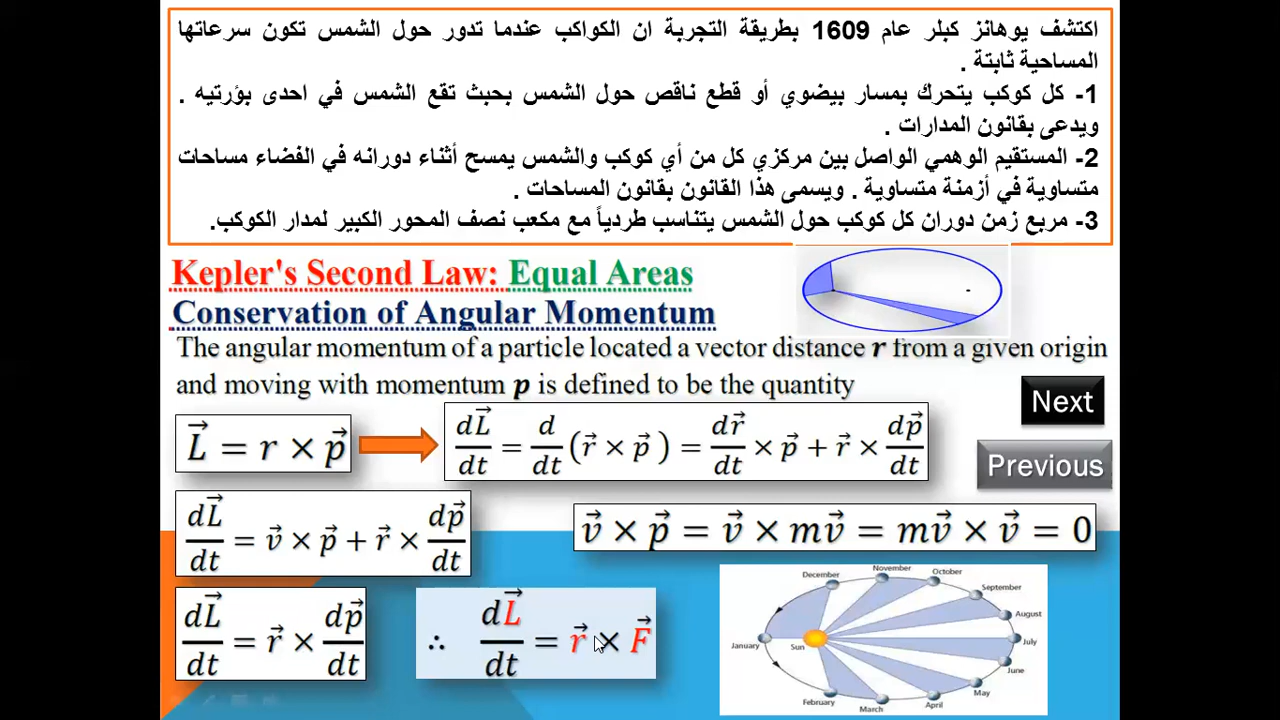 اكتشف يوهانز كبلر عام 1609 بطريقة التجربة ان الكواكب عندما تدور حول الشمس تكون سرعاتها
المساحية ثابتة .
1- كل كوكب يتحرك بمسار بيضوي أو قطع ناقص حول الشمس بحبث تقع الشمس في احدى بؤرتيه .
ويدعى بقانون المدارات .
2- المستقيم الوهمي الواصل بين مركزي كل من أي كوكب والشمس يمسح أثناء دورانه في الفضاء مساحات
متساوية في أزمنة متساوية . ويسمى هذا القانون بقانون المساحات .
3- مربع زمن دوران كل كوكب حول الشمس يتناسب طردياً مع مكعب نصف المحور الكبير لمدار الكوكب.
Kepler's Second Law: Equal Areas
Conservation of Angular Momentum
The angular momentum of a particle located a vector distance r from a given origin
and moving with momentum p is defined to be the quantity
Next
Previous
L⃗ = r × p⃗
dL⃗/dt = d/dt (r⃗ × p⃗) = dr⃗/dt × p⃗ + r⃗ × dp⃗/dt
dL⃗/dt = v⃗ × p⃗ + r⃗ × dp⃗/dt
v⃗ × p⃗ = v⃗ × mv⃗ = mv⃗ × v⃗ = 0
dL⃗/dt = r⃗ × dp⃗/dt
∴ dL⃗/dt = r⃗ × F⃗
December
November
October
September
August
July
June
May
April
March
February
January
Sun